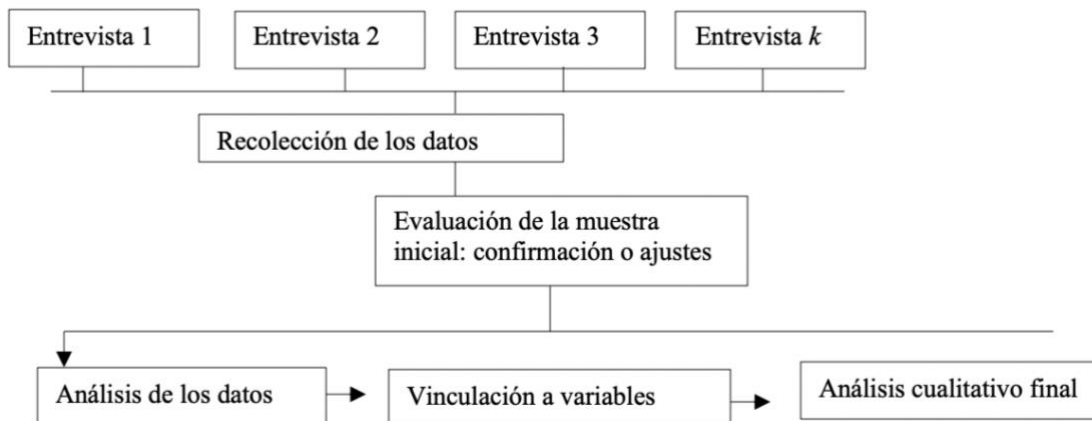 Entrevista 1
Entrevista 2
Entrevista 3
Entrevista k
Recolección de los datos
Evaluación de la muestra
inicial: confirmación o ajustes
Análisis de los datos
Vinculación a variables
Análisis cualitativo final